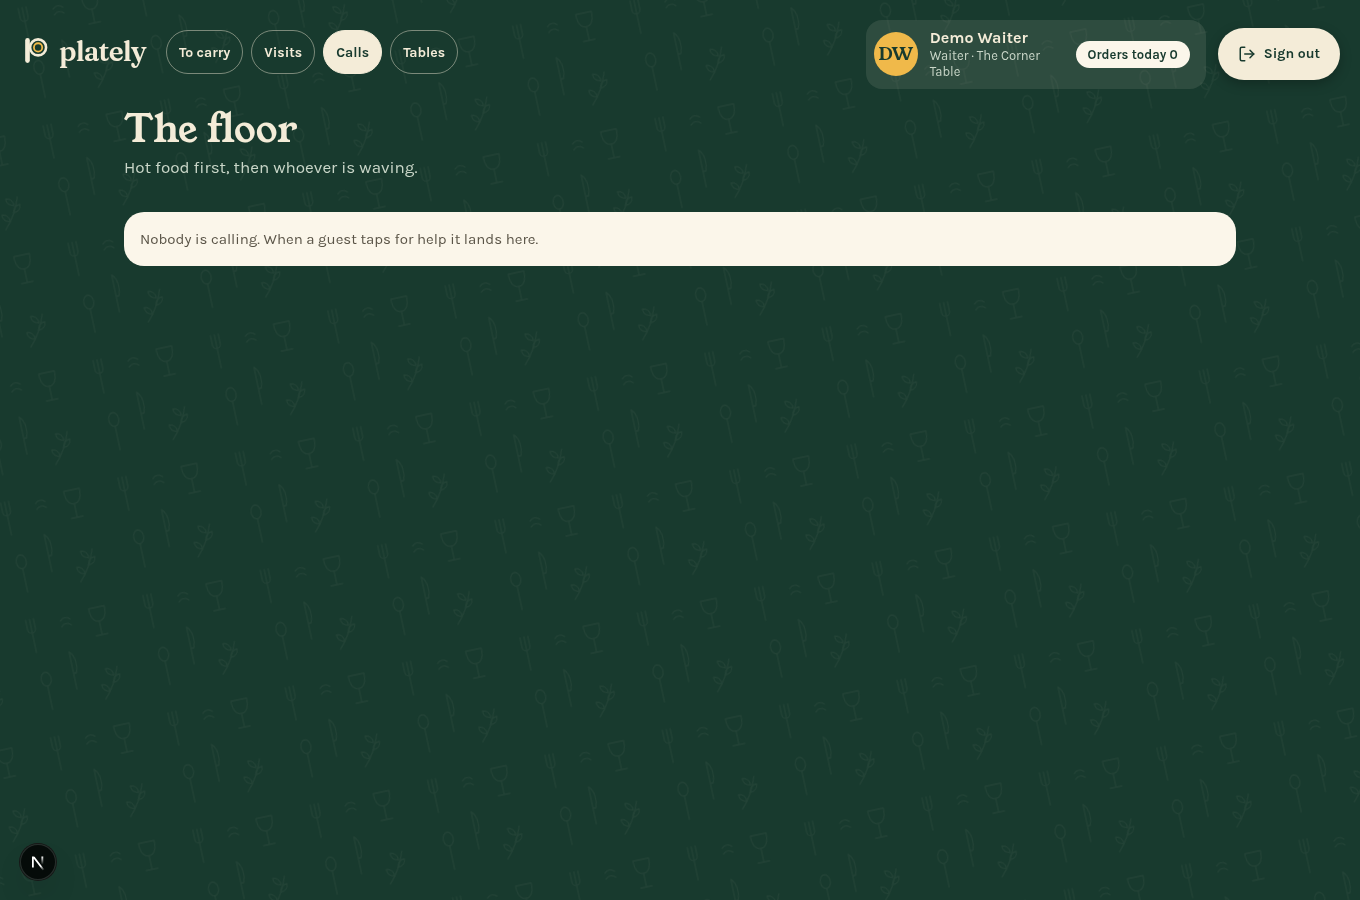 plately
To carry
Visits
Calls
Tables
DW
Demo Waiter
Waiter · The Corner
Table
Orders today 0
Sign out
The floor
Hot food first, then whoever is waving.
Nobody is calling. When a guest taps for help it lands here.
N